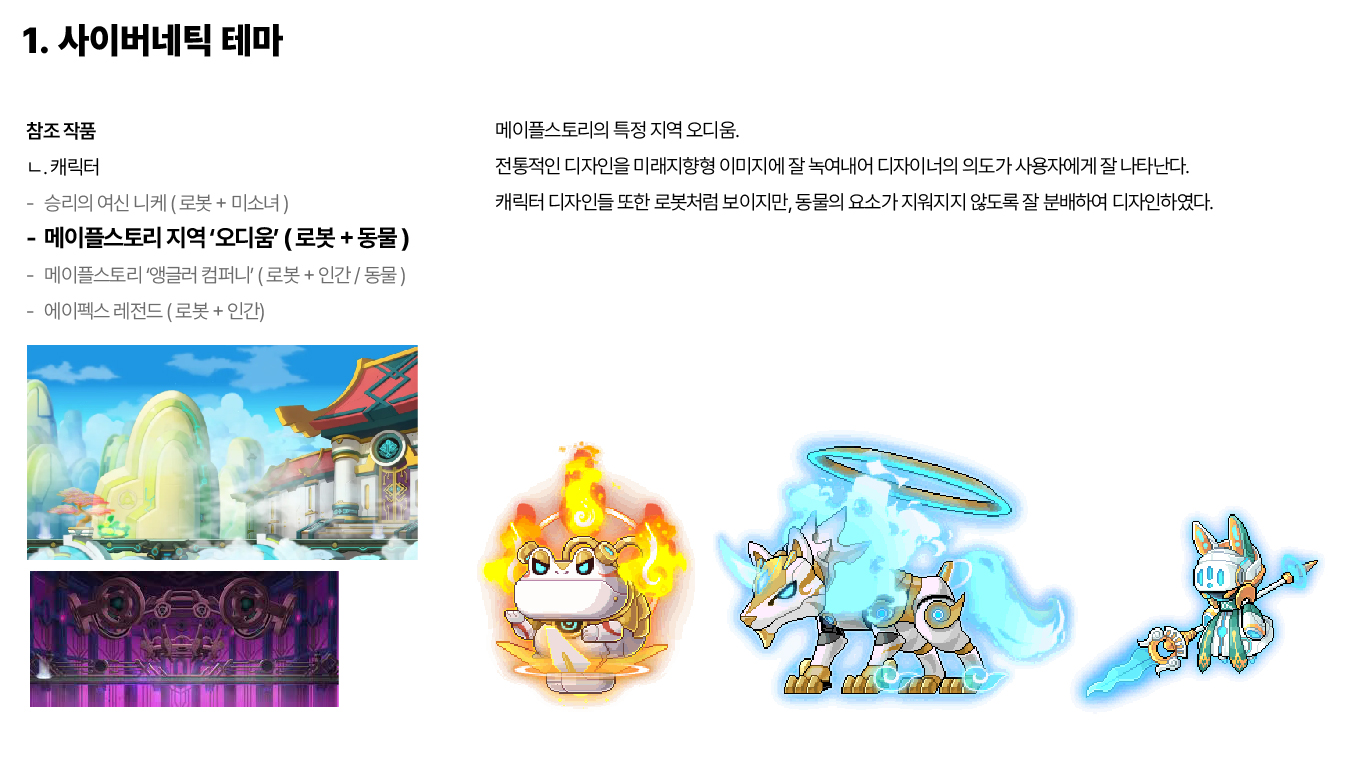 1. 사이버네틱 테마
참조 작품
ㄴ. 캐릭터
- 승리의 여신 니케 ( 로봇 + 미소녀 )
- 메이플스토리 지역 ‘오디움’ ( 로봇 + 동물 )
- 메이플스토리 ‘앵글러 컴퍼니’ ( 로봇 + 인간 / 동물 )
- 에이펙스 레전드 ( 로봇 + 인간)
메이플스토리의 특정 지역 오디움.
전통적인 디자인을 미래지향형 이미지에 잘 녹여내어 디자이너의 의도가 사용자에게 잘 나타난다.
캐릭터 디자인들 또한 로봇처럼 보이지만, 동물의 요소가 지워지지 않도록 잘 분배하여 디자인하였다.